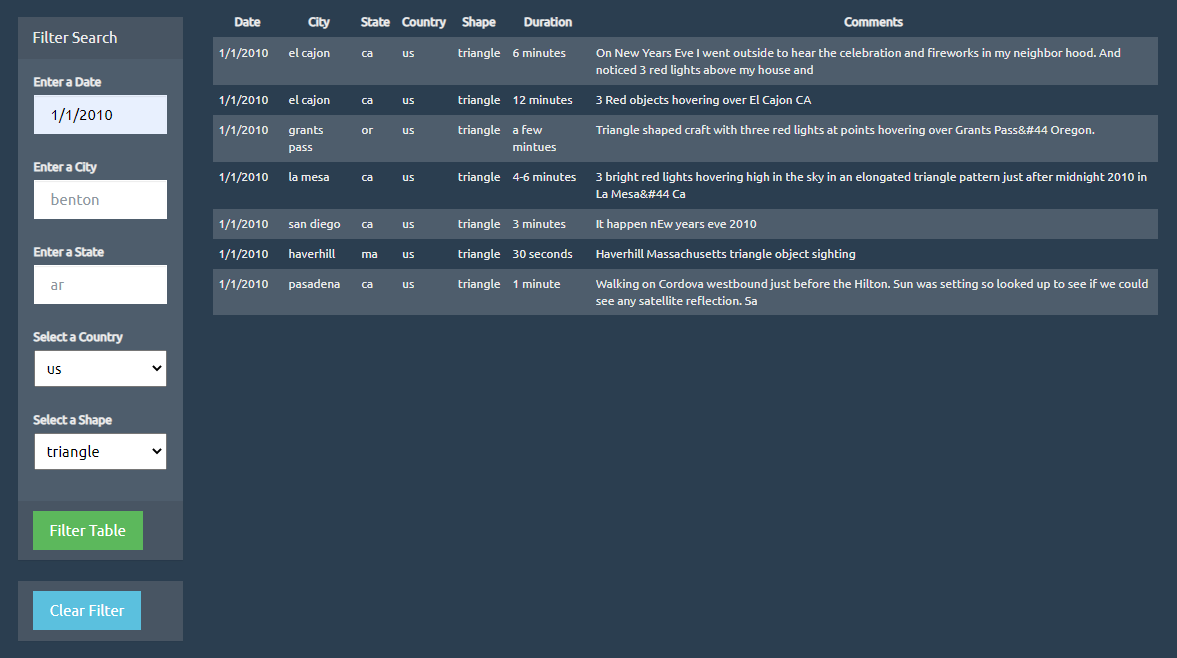 Filter Search
Enter a Date
1/1/2010
Enter a City
benton
Enter a State
ar
Select a Country
us
Select a Shape
triangle
Filter Table
Clear Filter
Date City State Country Shape Duration Comments
1/1/2010 el cajon ca us triangle 6 minutes On New Years Eve I went outside to hear the celebration and fireworks in my neighbor hood. And
noticed 3 red lights above my house and
1/1/2010 el cajon ca us triangle 12 minutes 3 Red objects hovering over El Cajon CA
1/1/2010 grants or us triangle a few Triangle shaped craft with three red lights at points hovering over Grants Pass&#44 Oregon.
pass mintues
1/1/2010 la mesa ca us triangle 4-6 minutes 3 bright red lights hovering high in the sky in an elongated triangle pattern just after midnight 2010 in
La Mesa&#44 Ca
1/1/2010 san diego ca us triangle 3 minutes It happen nEw years eve 2010
1/1/2010 haverhill ma us triangle 30 seconds Haverhill Massachusetts triangle object sighting
1/1/2010 pasadena ca us triangle 1 minute Walking on Cordova westbound just before the Hilton. Sun was setting so looked up to see if we could
see any satellite reflection. Sa